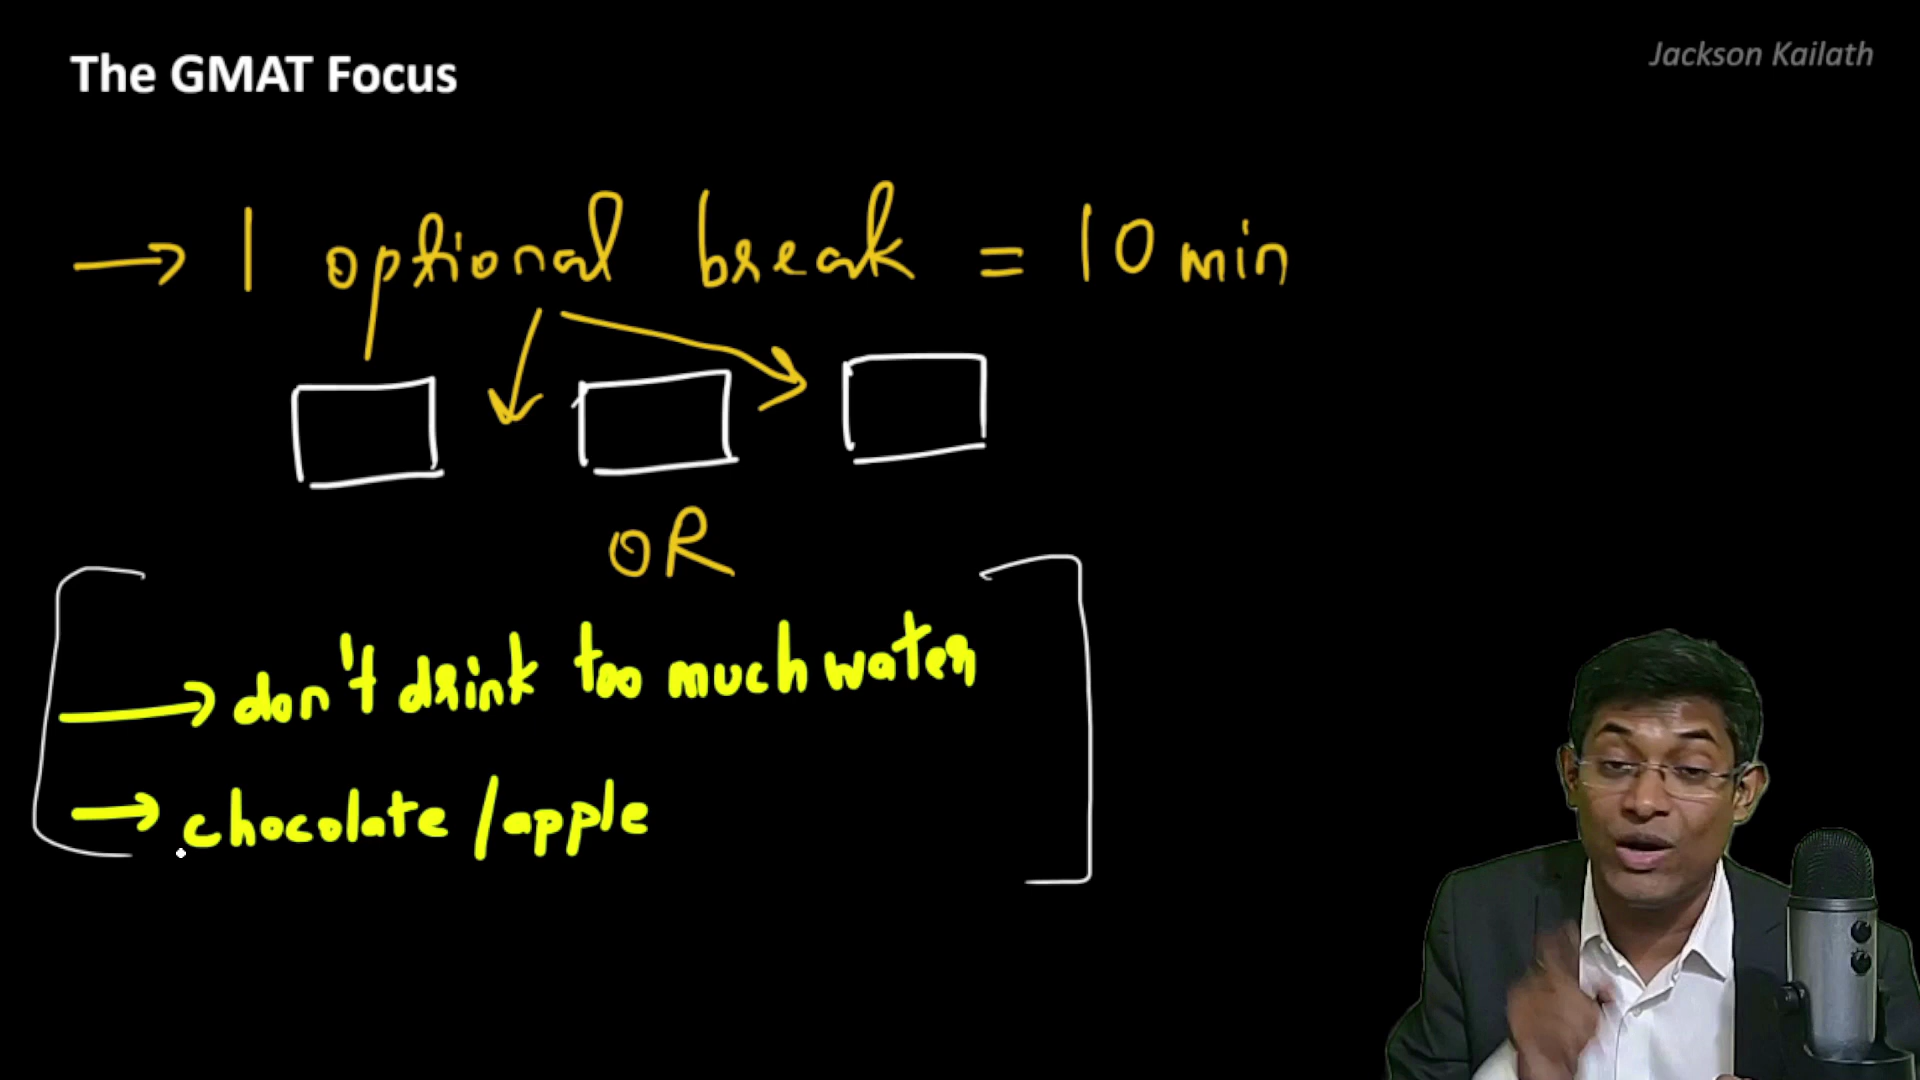 The GMAT Focus
Jackson Kailath
→ 1 optional break = 10 min
OR
→ don't drink too much water
→ chocolate / apple